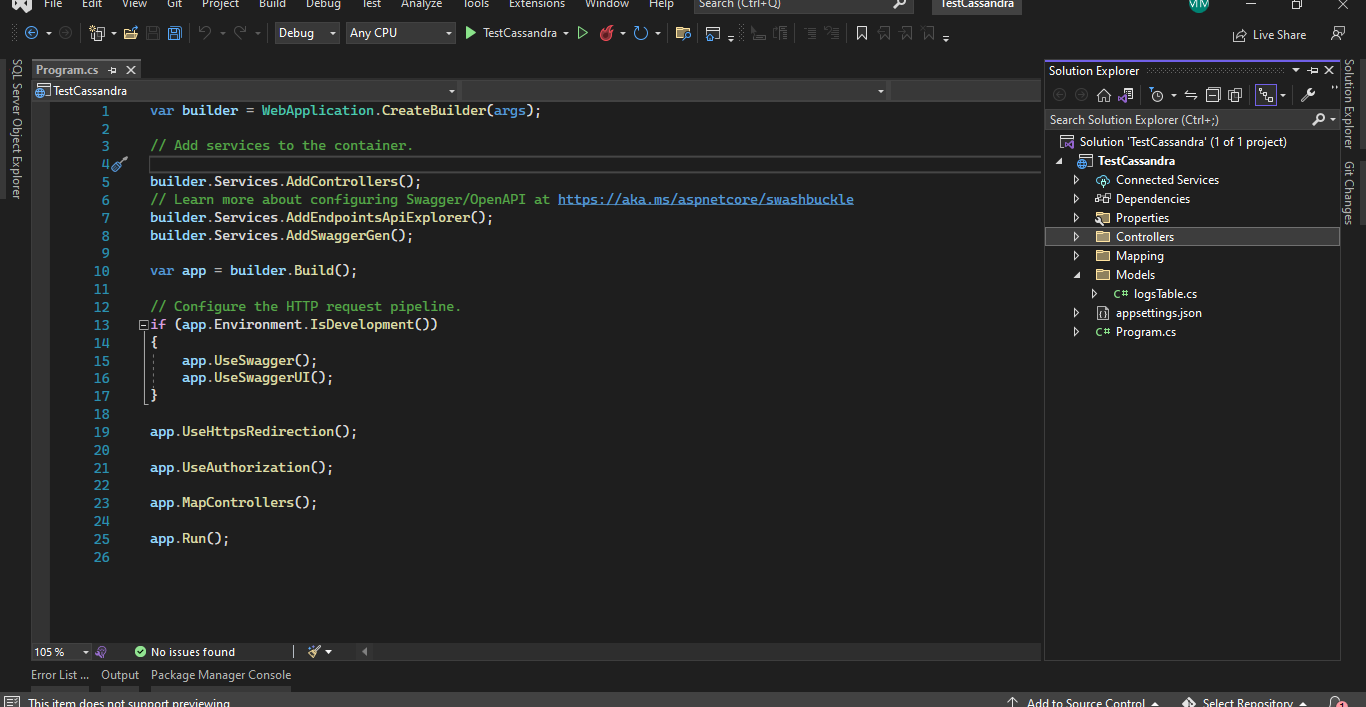 File Edit View Git Project Build Debug Test Analyze Tools Extensions Window Help Search (Ctrl+Q) TestCassandra
Debug Any CPU TestCassandra Live Share
SQL Server Object Explorer
Program.cs
TestCassandra
1 var builder = WebApplication.CreateBuilder(args);
2
3 // Add services to the container.
4
5 builder.Services.AddControllers();
6 // Learn more about configuring Swagger/OpenAPI at https://aka.ms/aspnetcore/swashbuckle
7 builder.Services.AddEndpointsApiExplorer();
8 builder.Services.AddSwaggerGen();
9
10 var app = builder.Build();
11
12 // Configure the HTTP request pipeline.
13 if (app.Environment.IsDevelopment())
14 {
15 app.UseSwagger();
16 app.UseSwaggerUI();
17 }
18
19 app.UseHttpsRedirection();
20
21 app.UseAuthorization();
22
23 app.MapControllers();
24
25 app.Run();
26
105 % No issues found
Solution Explorer
Search Solution Explorer (Ctrl+;)
Solution 'TestCassandra' (1 of 1 project)
TestCassandra
Connected Services
Dependencies
Properties
Controllers
Mapping
Models
C# logsTable.cs
appsettings.json
C# Program.cs
Solution Explorer
Git Changes
Error List ... Output Package Manager Console
This item does not support previewing Add to Source Control Select Repository 1